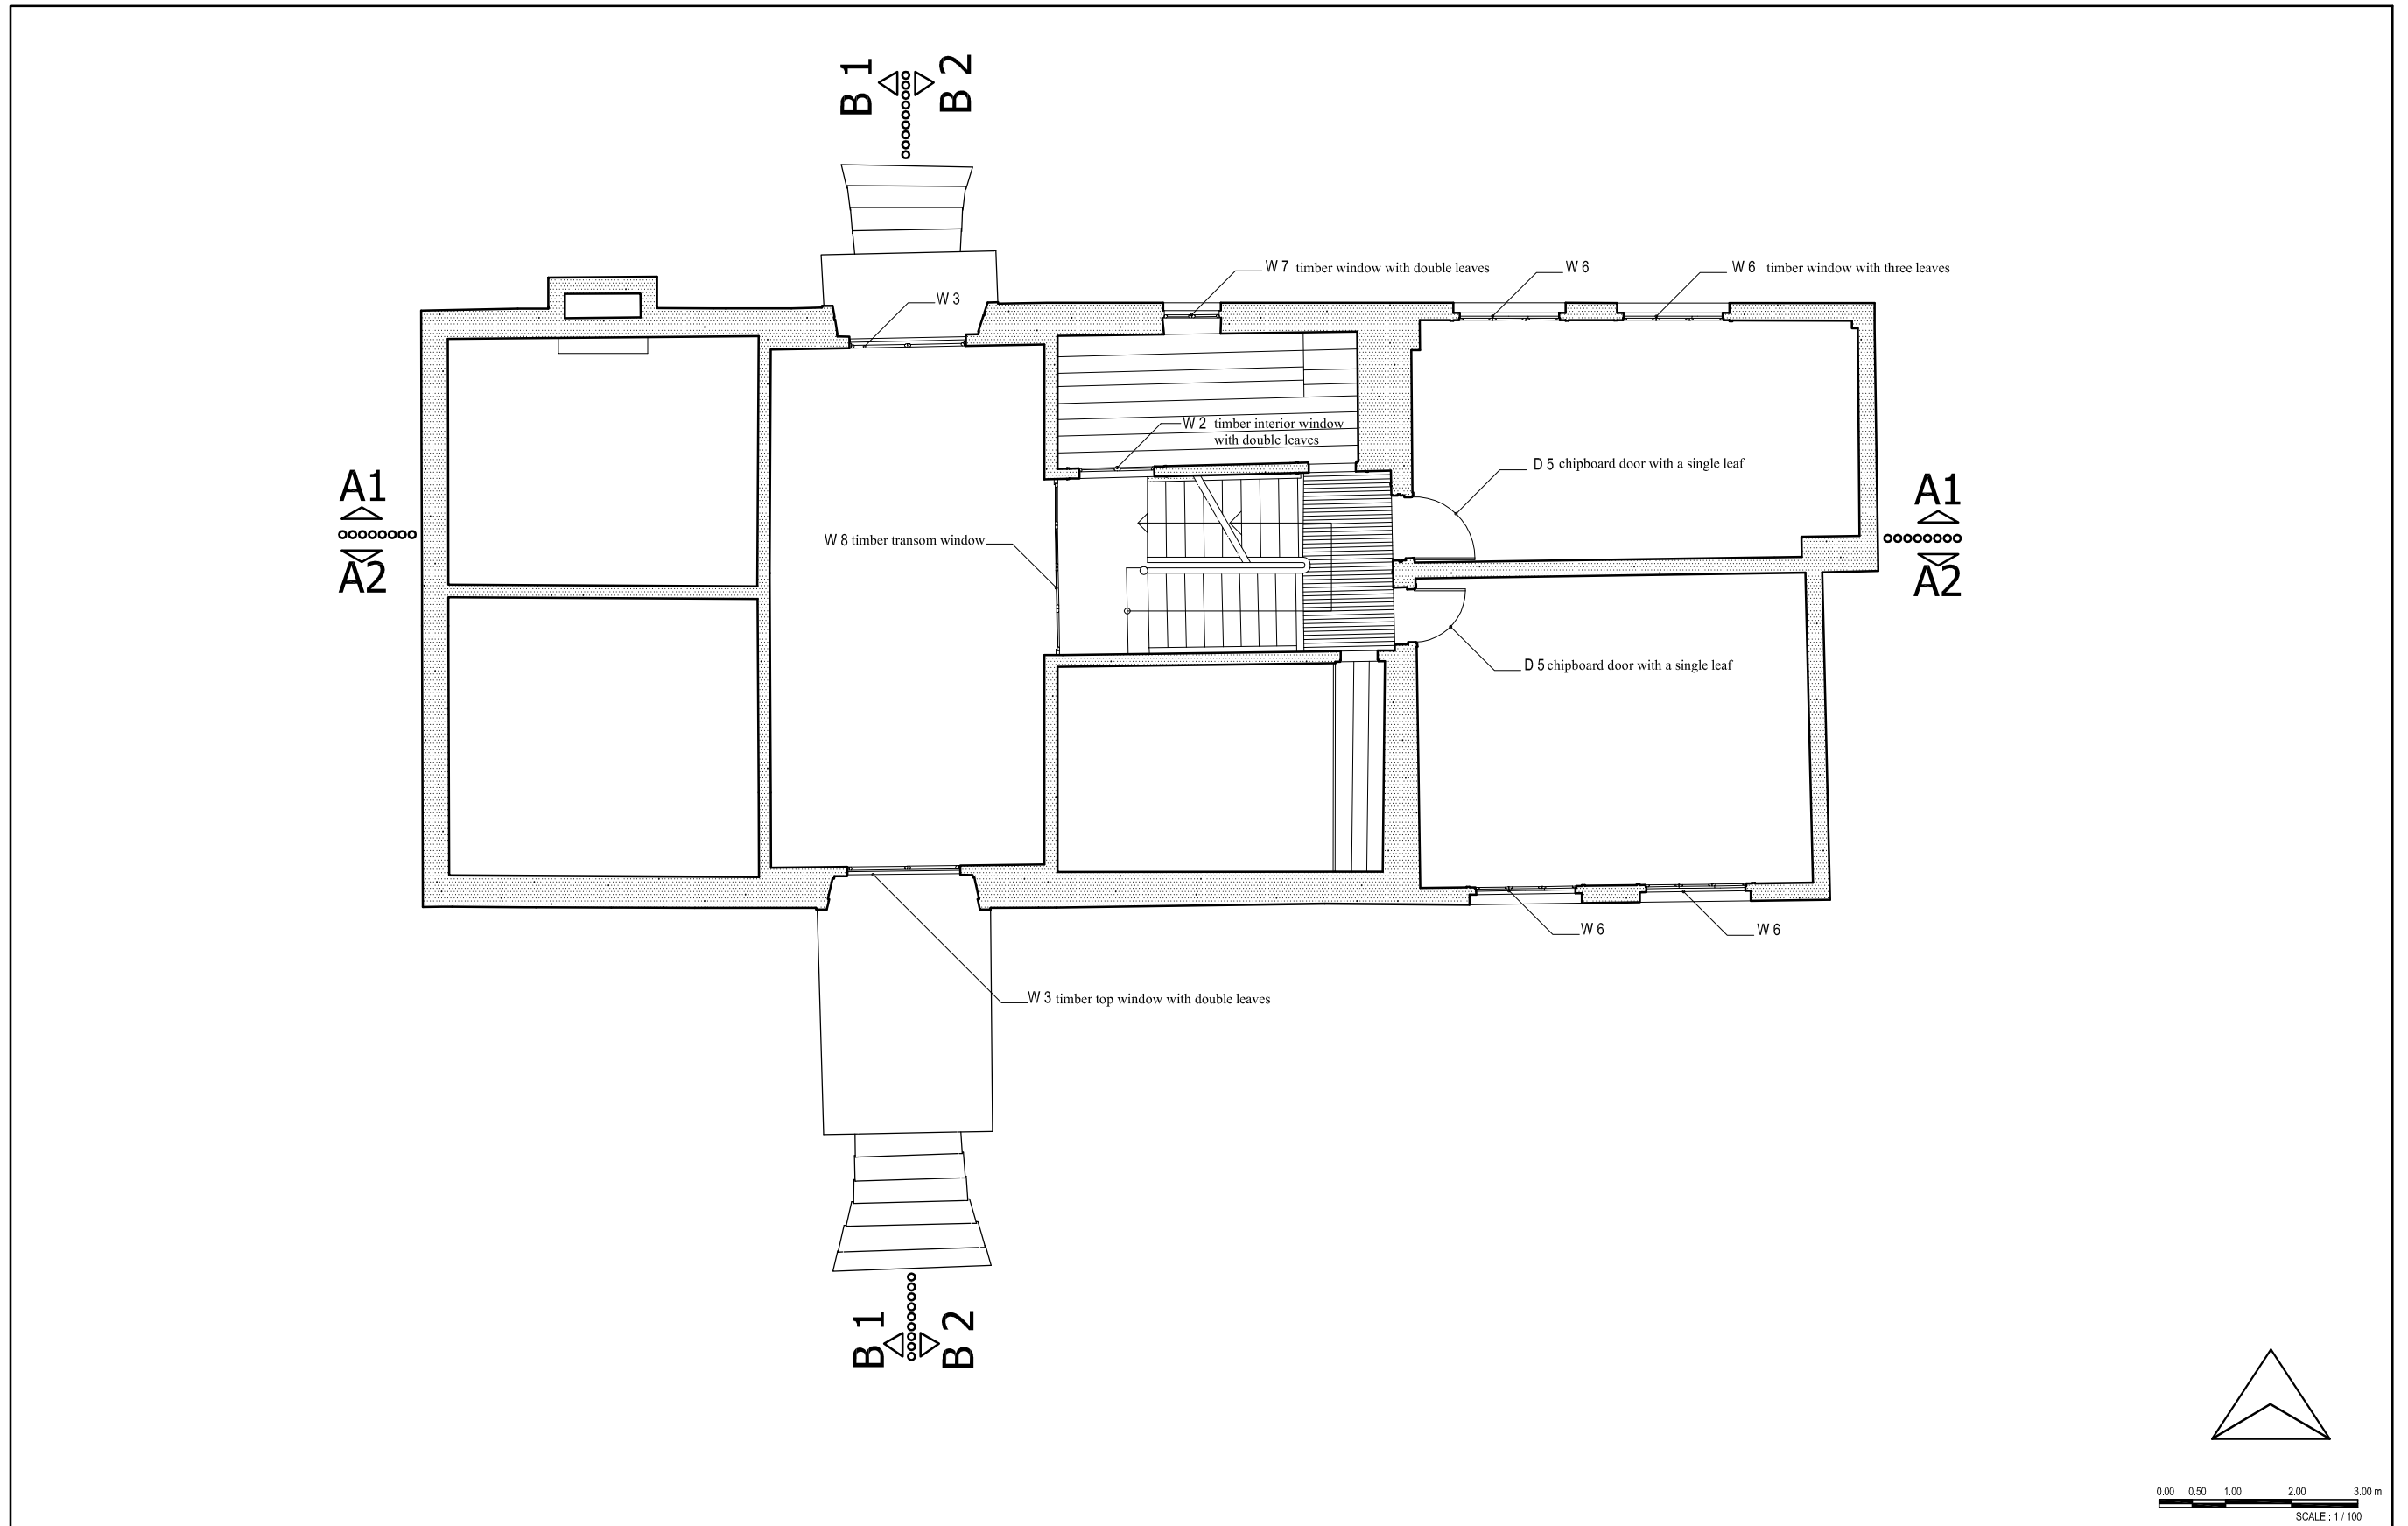 B 1
B 2
W 7 timber window with double leaves
W 6
W 6 timber window with three leaves
W 3
W 2 timber interior window
with double leaves
D 5 chipboard door with a single leaf
A1
A1
W 8 timber transom window
A2
A2
D 5 chipboard door with a single leaf
W 6
W 6
W 3 timber top window with double leaves
B 1
B 2
0.00 0.50 1.00 2.00 3.00 m
SCALE : 1 / 100